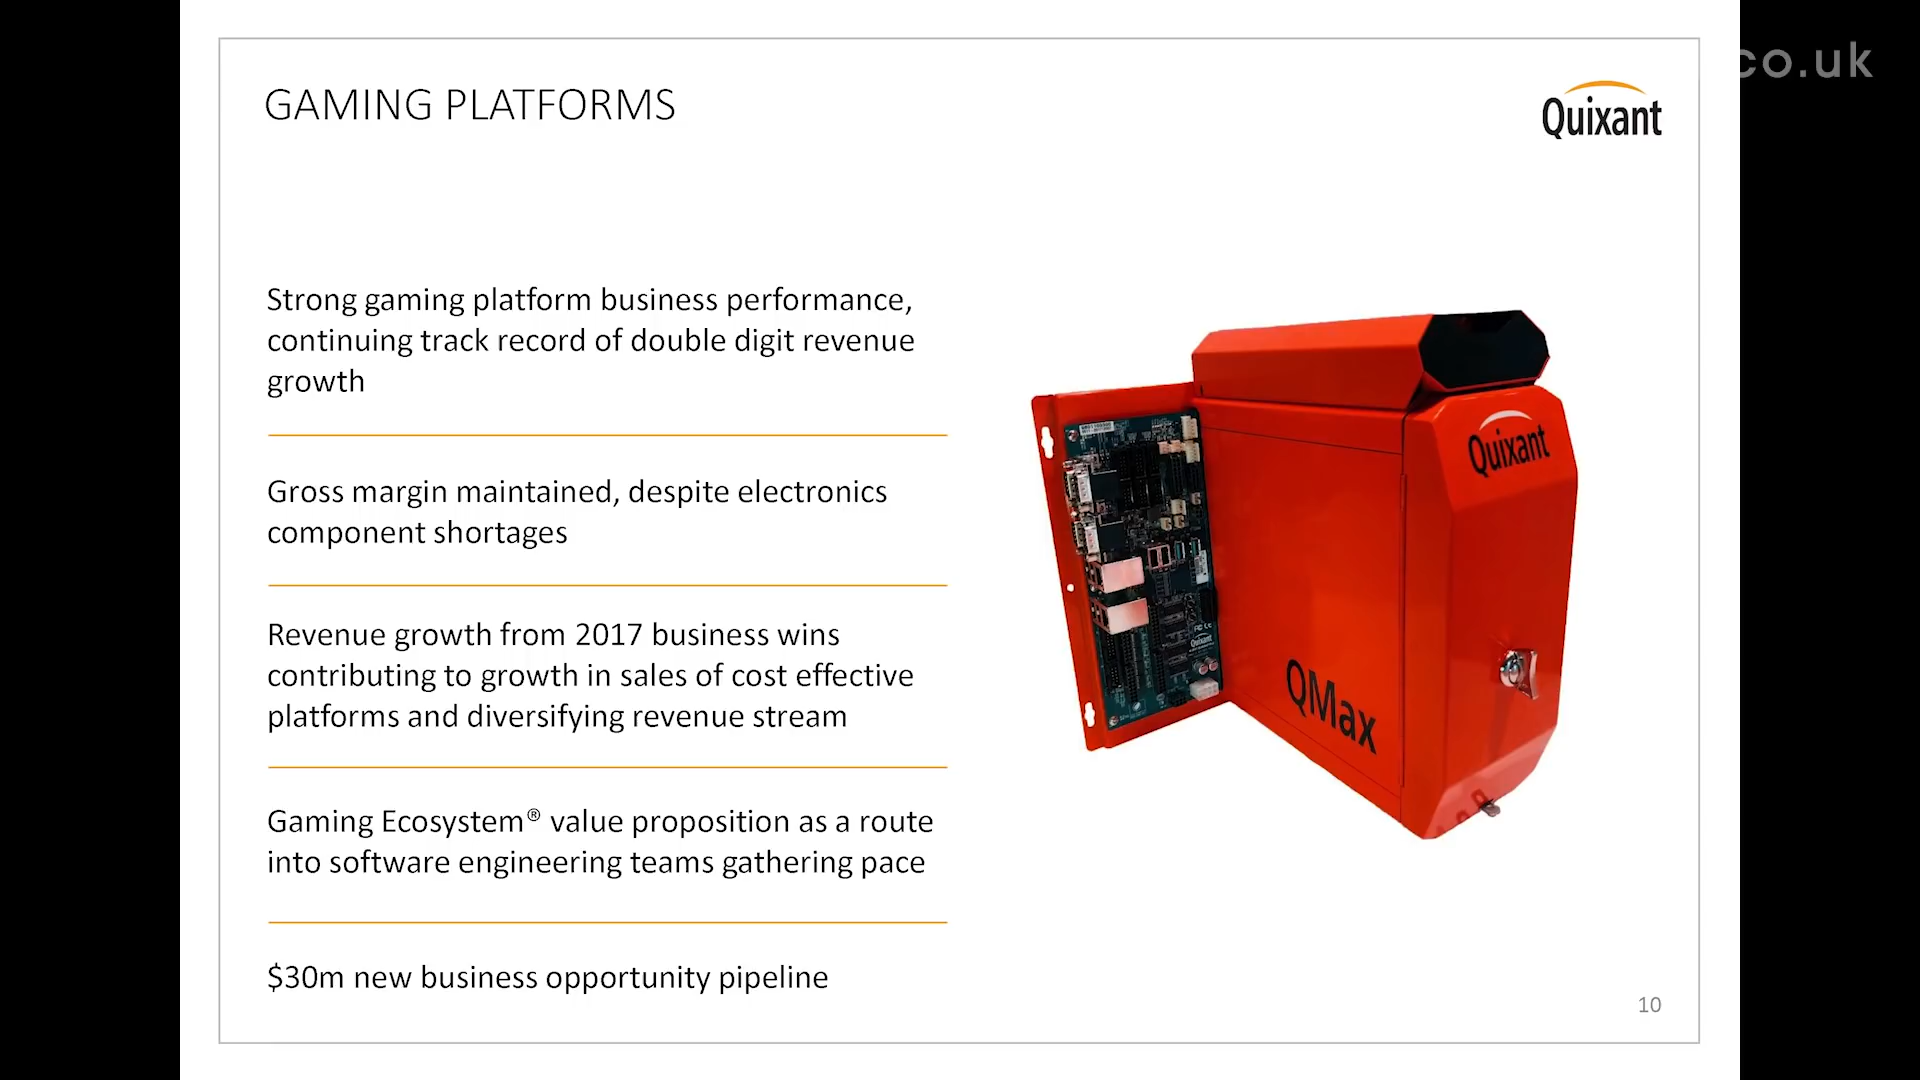 co.uk
GAMING PLATFORMS
Quixant
Strong gaming platform business performance,
continuing track record of double digit revenue
growth
Gross margin maintained, despite electronics
component shortages
Revenue growth from 2017 business wins
contributing to growth in sales of cost effective
platforms and diversifying revenue stream
Gaming Ecosystem® value proposition as a route
into software engineering teams gathering pace
$30m new business opportunity pipeline
Quixant
Quixant
QMax
10